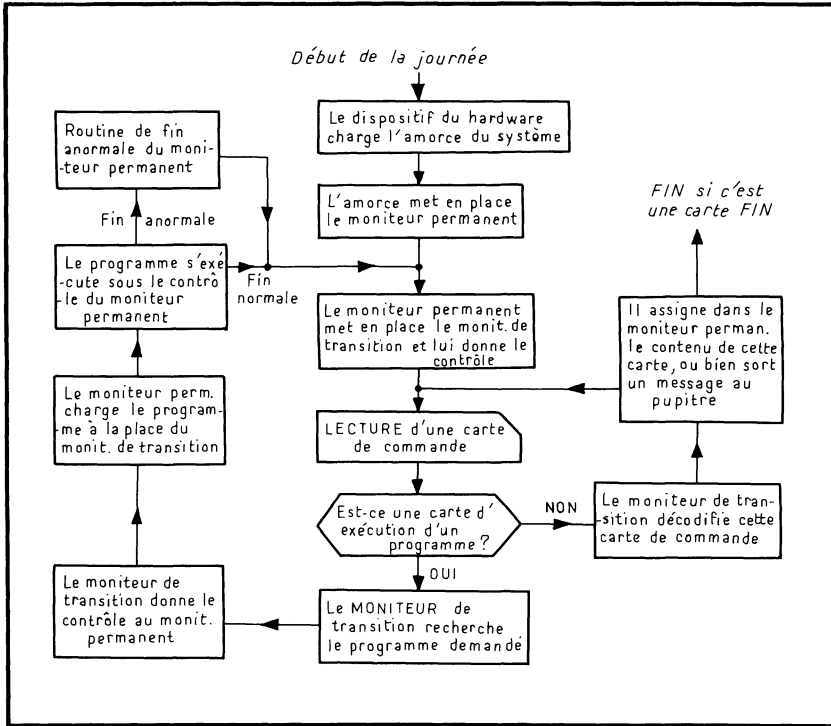 Début de la journée
Le dispositif du hardware
charge l'amorce du système
L'amorce met en place
le moniteur permanent
Le moniteur permanent
met en place le monit. de
transition et lui donne le
contrôle
LECTURE d'une carte
de commande
Est-ce une carte d'
exécution d'un
programme ?
OUI
Le MONITEUR de
transition recherche
le programme demandé
Le moniteur de
transition donne le
contrôle au monit.
permanent
Le moniteur perm.
charge le program-
-me à la place du
monit. de transition
Le programme s'exé
-cute sous le contrô
-le du moniteur
permanent
Fin anormale
Routine de fin
anormale du moni-
-teur permanent
Fin
normale
NON
Le moniteur de tran-
-sition décodifie cette
carte de commande
Il assigne dans le
moniteur perman.
le contenu de cette
carte, ou bien sort
un message au
pupitre
FIN si c'est
une carte FIN